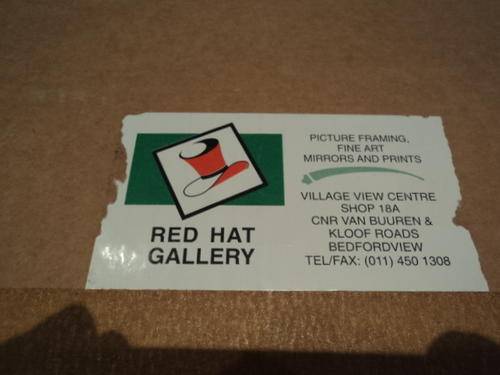 RED HAT
GALLERY
PICTURE FRAMING,
FINE ART
MIRRORS AND PRINTS
VILLAGE VIEW CENTRE
SHOP 18A
CNR VAN BUUREN &
KLOOF ROADS
BEDFORDVIEW
TEL/FAX: (011) 450 1308